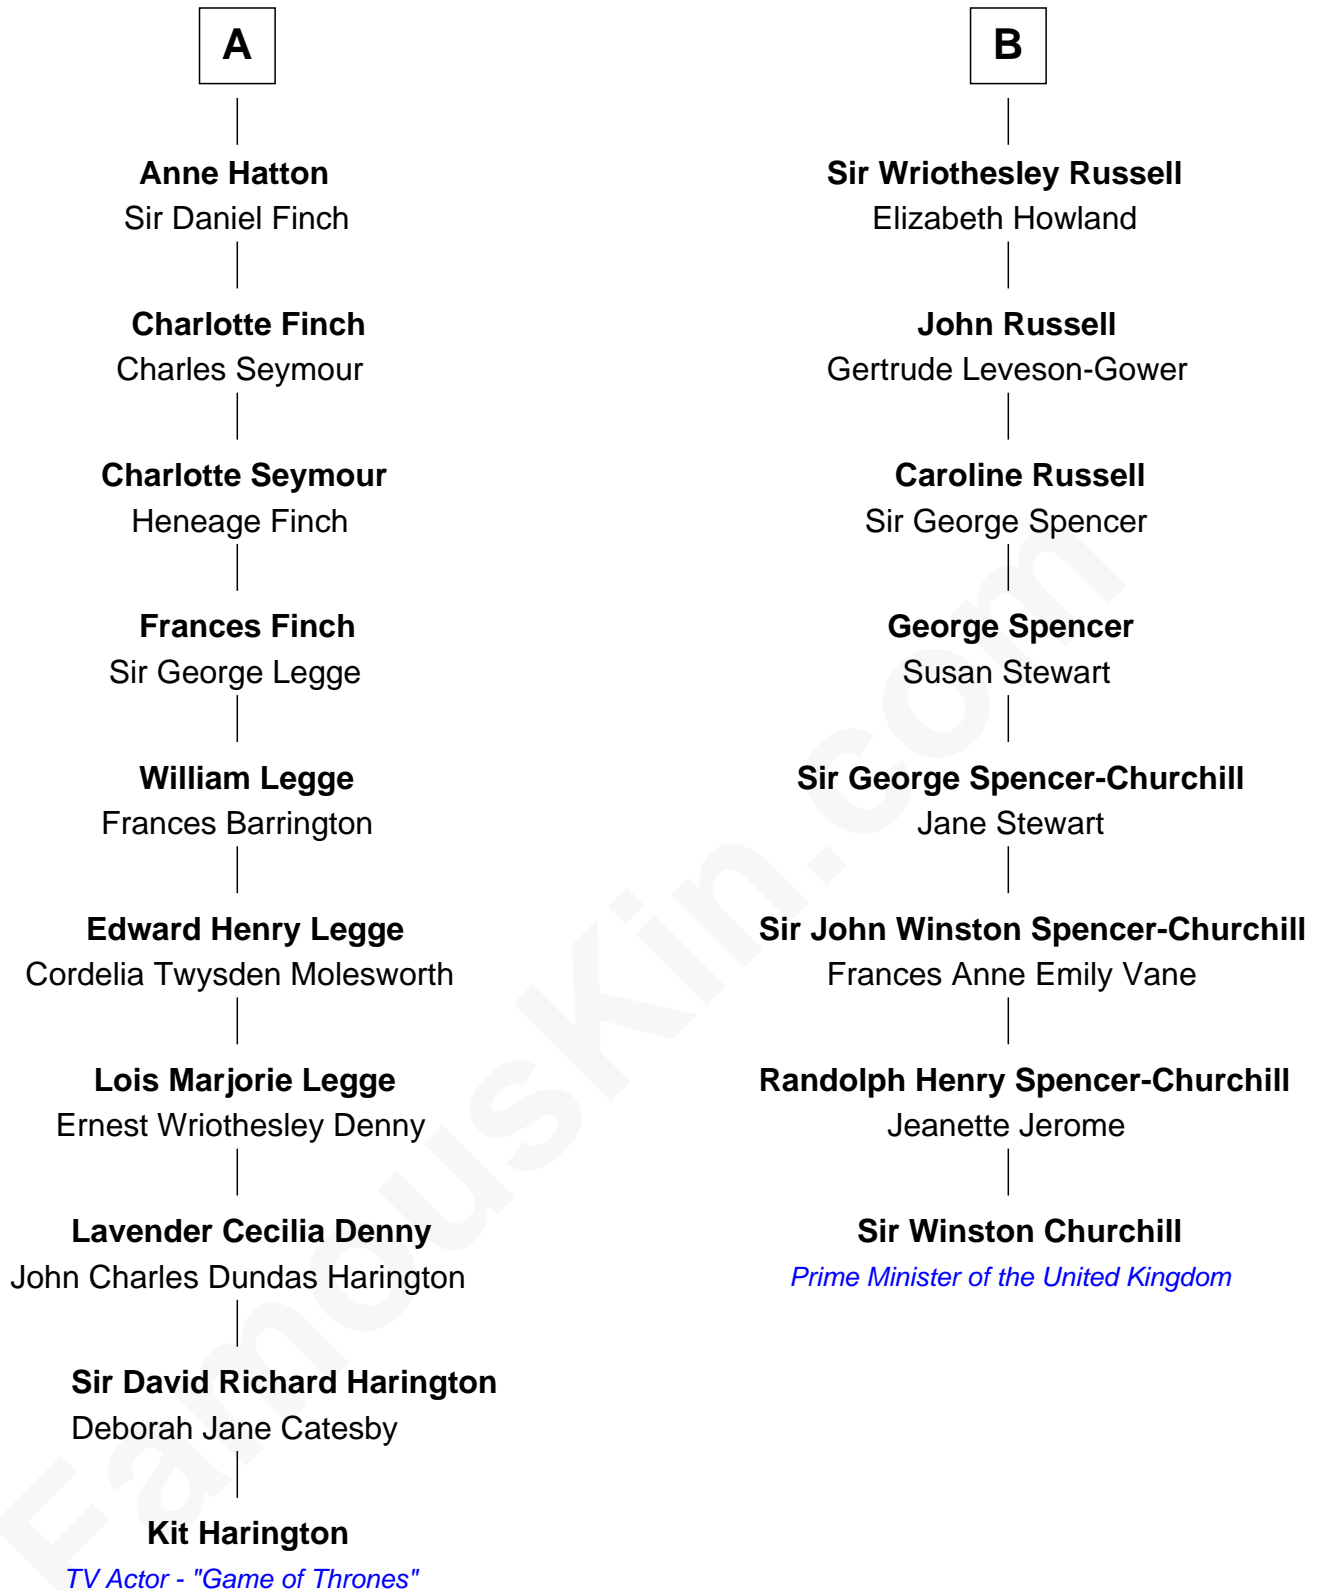 A
Anne Hatton
Sir Daniel Finch
Charlotte Finch
Charles Seymour
Charlotte Seymour
Heneage Finch
Frances Finch
Sir George Legge
William Legge
Frances Barrington
Edward Henry Legge
Cordelia Twysden Molesworth
Lois Marjorie Legge
Ernest Wriothesley Denny
Lavender Cecilia Denny
John Charles Dundas Harington
Sir David Richard Harington
Deborah Jane Catesby
Kit Harington
TV Actor - "Game of Thrones"
B
Sir Wriothesley Russell
Elizabeth Howland
John Russell
Gertrude Leveson-Gower
Caroline Russell
Sir George Spencer
George Spencer
Susan Stewart
Sir George Spencer-Churchill
Jane Stewart
Sir John Winston Spencer-Churchill
Frances Anne Emily Vane
Randolph Henry Spencer-Churchill
Jeanette Jerome
Sir Winston Churchill
Prime Minister of the United Kingdom
FamousKin.com